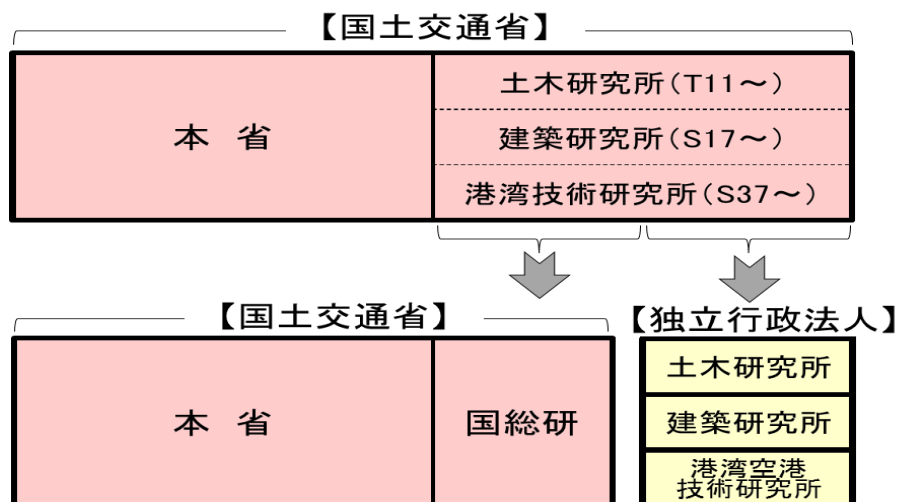 【国土交通省】
本 省
土木研究所(T11～)
建築研究所(S17～)
港湾技術研究所(S37～)
【国土交通省】
【独立行政法人】
本 省
国総研
土木研究所
建築研究所
港湾空港
技術研究所